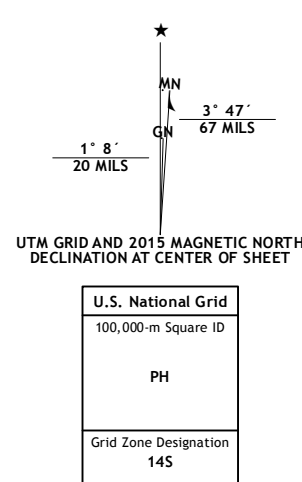 ★
MN
3° 47´
67 MILS
GN
1° 8´
20 MILS
UTM GRID AND 2015 MAGNETIC NORTH
DECLINATION AT CENTER OF SHEET
U.S. National Grid
100,000-m Square ID
PH
Grid Zone Designation
14S